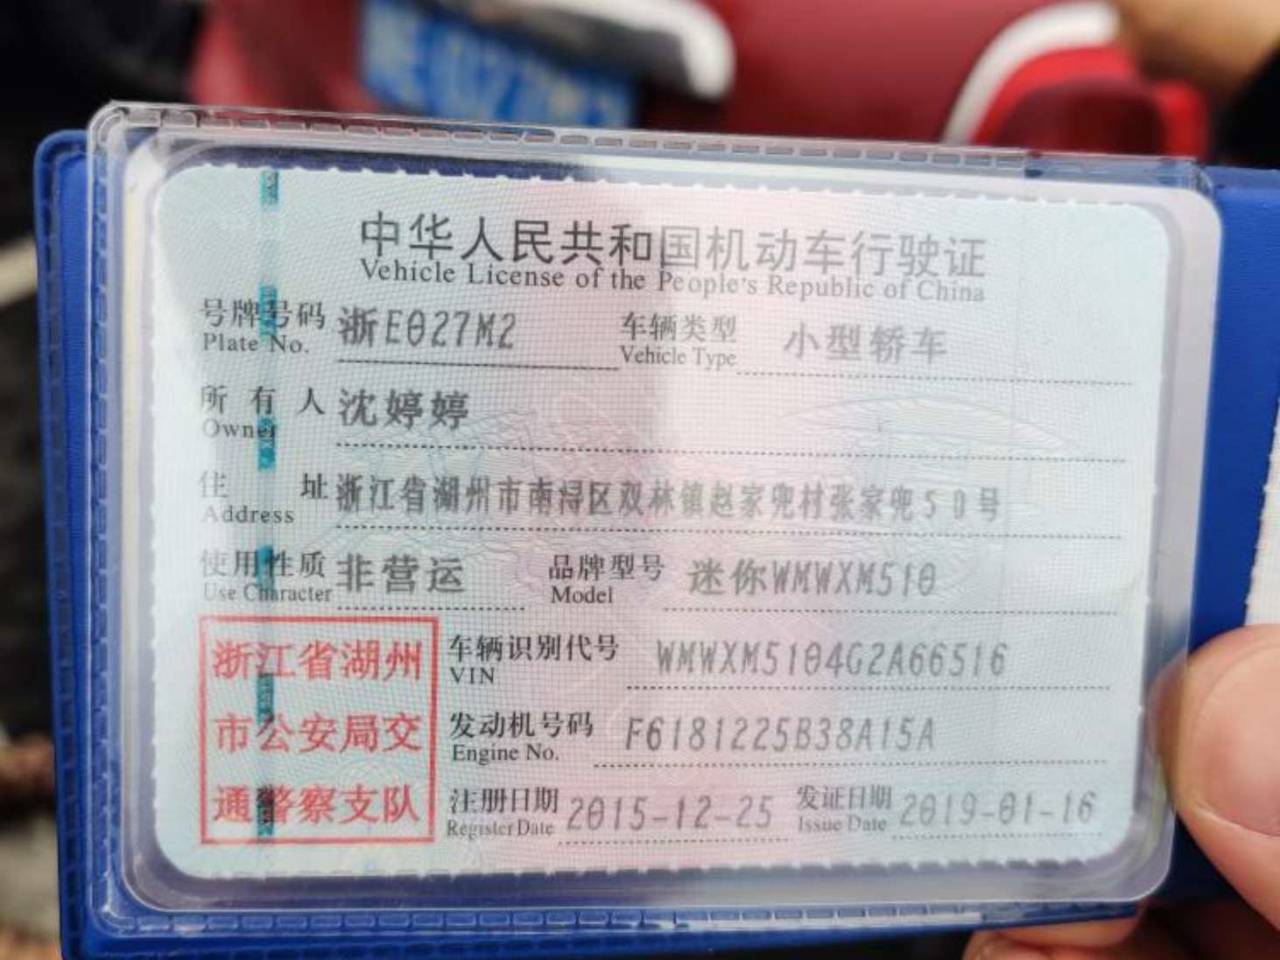 中华人民共和国机动车行驶证
Vehicle License of the People's Republic of China
号牌号码 浙E027M2 车辆类型 小型轿车
Plate No. Vehicle Type
所有人 沈婷婷
Owner
住址 浙江省湖州市南浔区双林镇赵家兜村张家兜50号
Address
使用性质 非营运 品牌型号 迷你WMWXM510
Use Character Model
浙江省湖州
市公安局交
通警察支队
车辆识别代号 WMWXM5104G2A66516
VIN
发动机号码 F6181225B38A15A
Engine No.
注册日期 2015-12-25 发证日期 2019-01-16
Register Date Issue Date